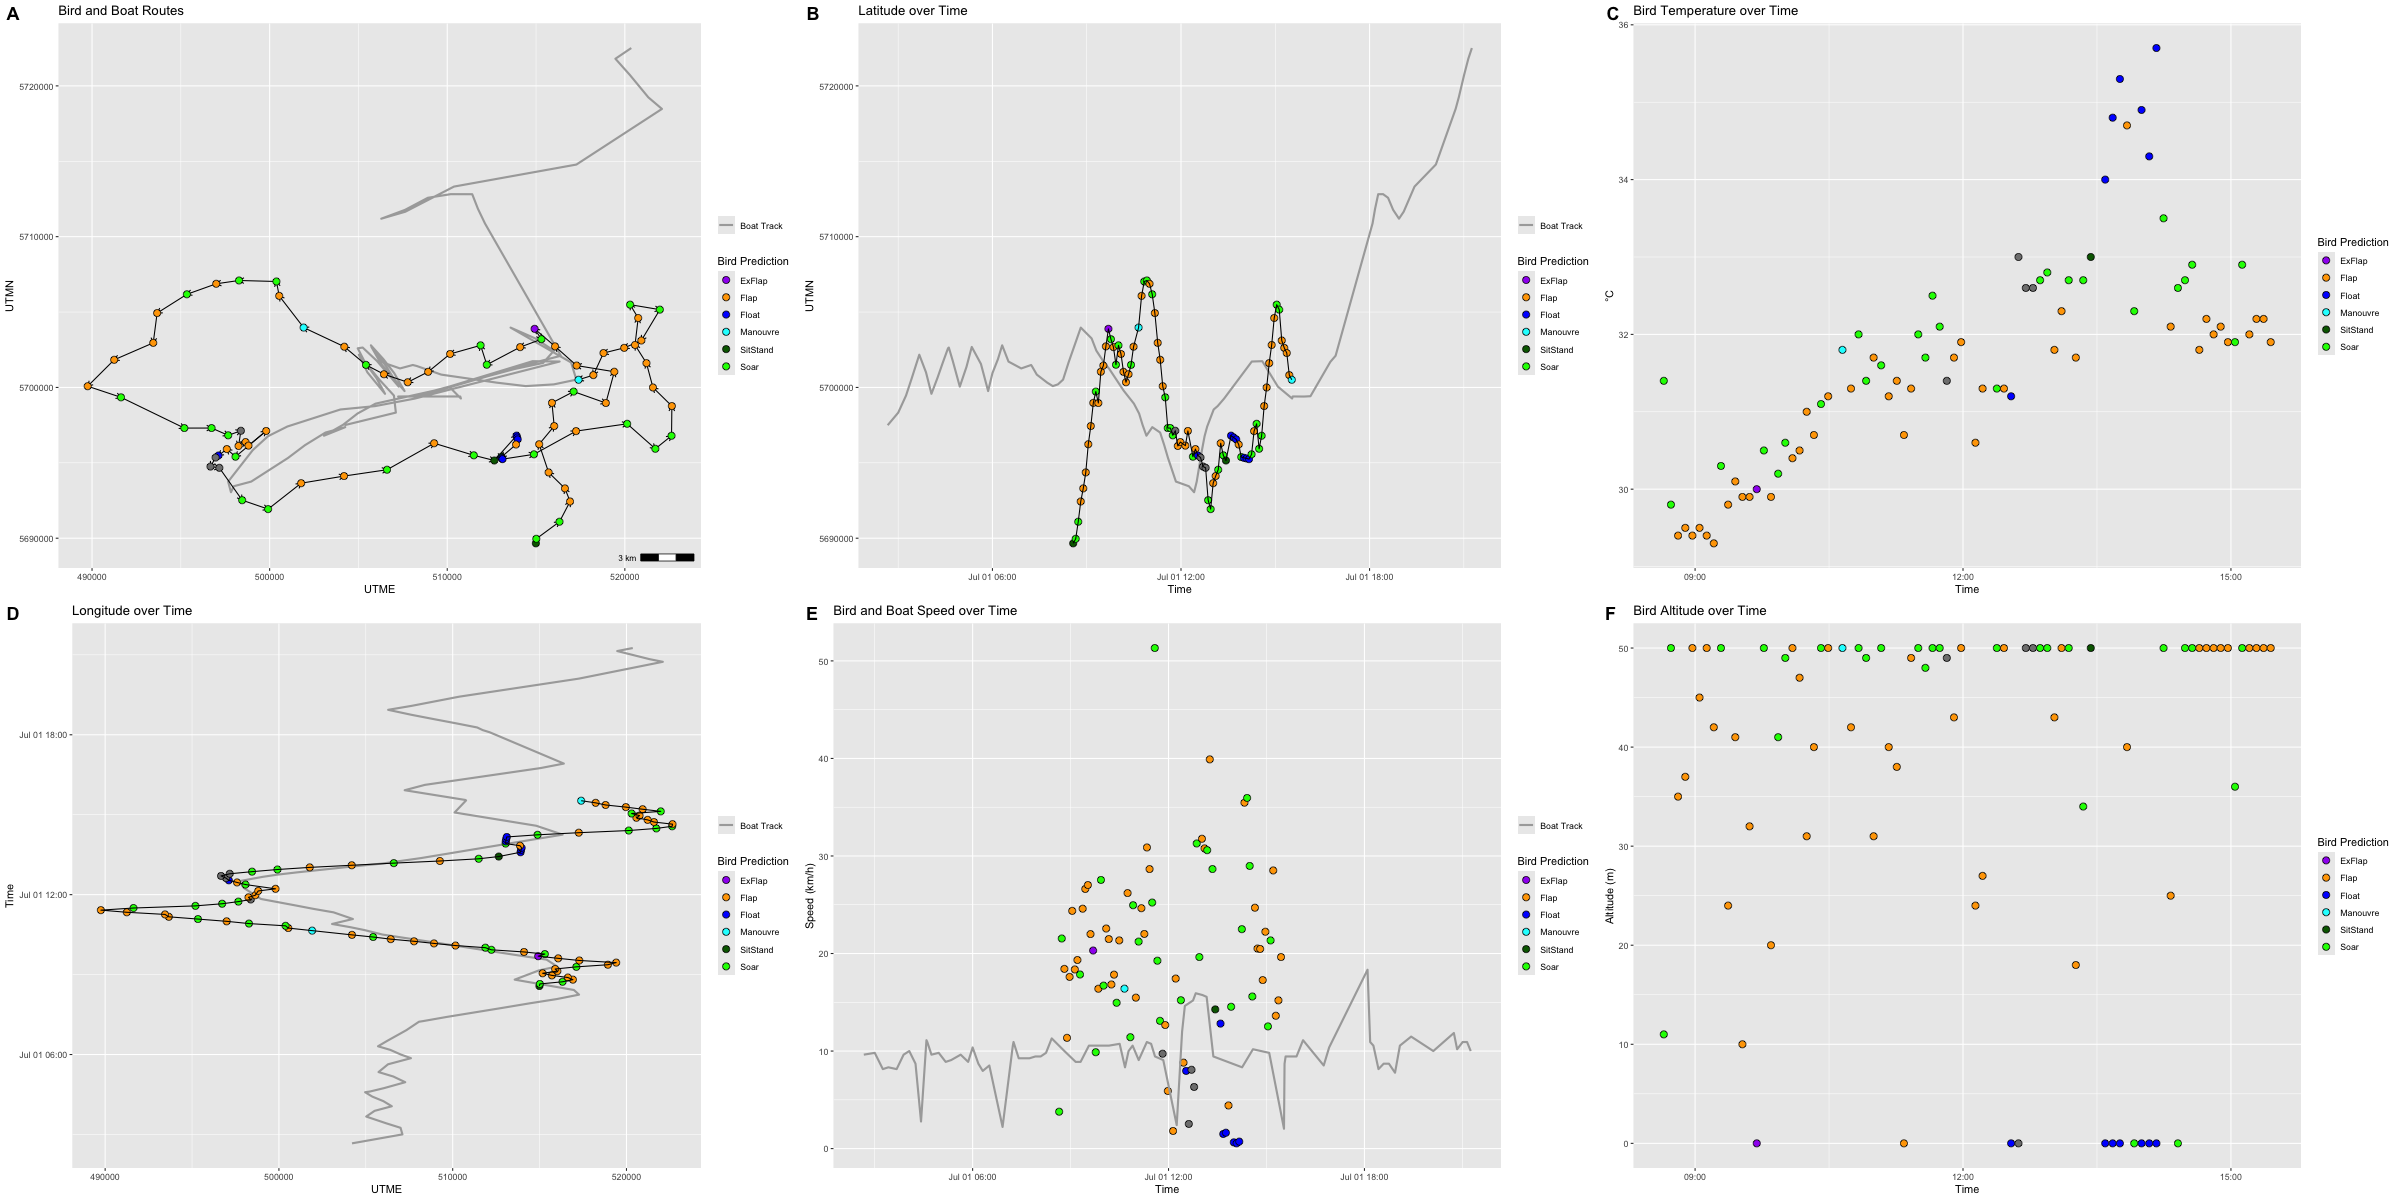 A
Bird and Boat Routes
UTMN
5720000
5710000
5700000
5690000
490000
500000
510000
520000
UTME
3 km
Boat Track
Bird Prediction
ExFlap
Flap
Float
Manouvre
SitStand
Soar
B
Latitude over Time
UTMN
5720000
5710000
5700000
5690000
Jul 01 06:00
Jul 01 12:00
Jul 01 18:00
Time
Boat Track
Bird Prediction
ExFlap
Flap
Float
Manouvre
SitStand
Soar
C
Bird Temperature over Time
°C
36
34
32
30
09:00
12:00
15:00
Time
Bird Prediction
ExFlap
Flap
Float
Manouvre
SitStand
Soar
D
Longitude over Time
Time
Jul 01 18:00
Jul 01 12:00
Jul 01 06:00
490000
500000
510000
520000
UTME
Boat Track
Bird Prediction
ExFlap
Flap
Float
Manouvre
SitStand
Soar
E
Bird and Boat Speed over Time
Speed (km/h)
50
40
30
20
10
0
Jul 01 06:00
Jul 01 12:00
Jul 01 18:00
Time
Boat Track
Bird Prediction
ExFlap
Flap
Float
Manouvre
SitStand
Soar
F
Bird Altitude over Time
Altitude (m)
50
40
30
20
10
0
09:00
12:00
15:00
Time
Bird Prediction
ExFlap
Flap
Float
Manouvre
SitStand
Soar